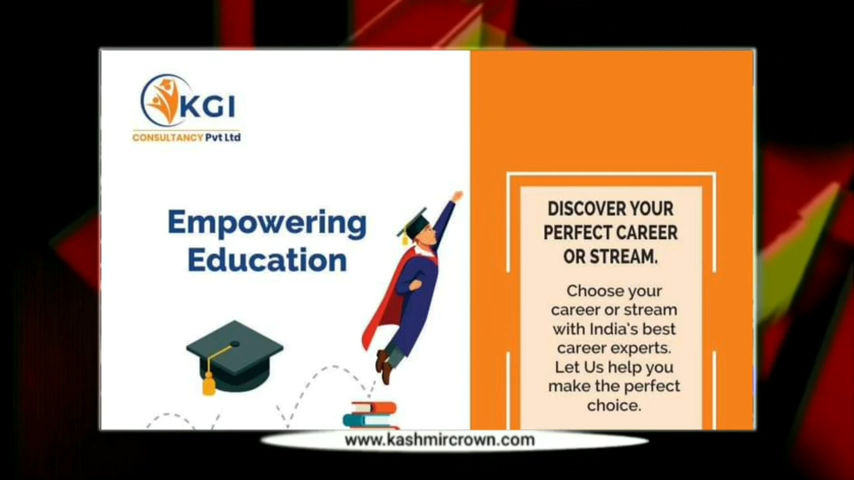 KGI
CONSULTANCY Pvt Ltd
Empowering
Education
DISCOVER YOUR
PERFECT CAREER
OR STREAM.
Choose your
career or stream
with India's best
career experts.
Let Us help you
make the perfect
choice.
www.kashmircrown.com